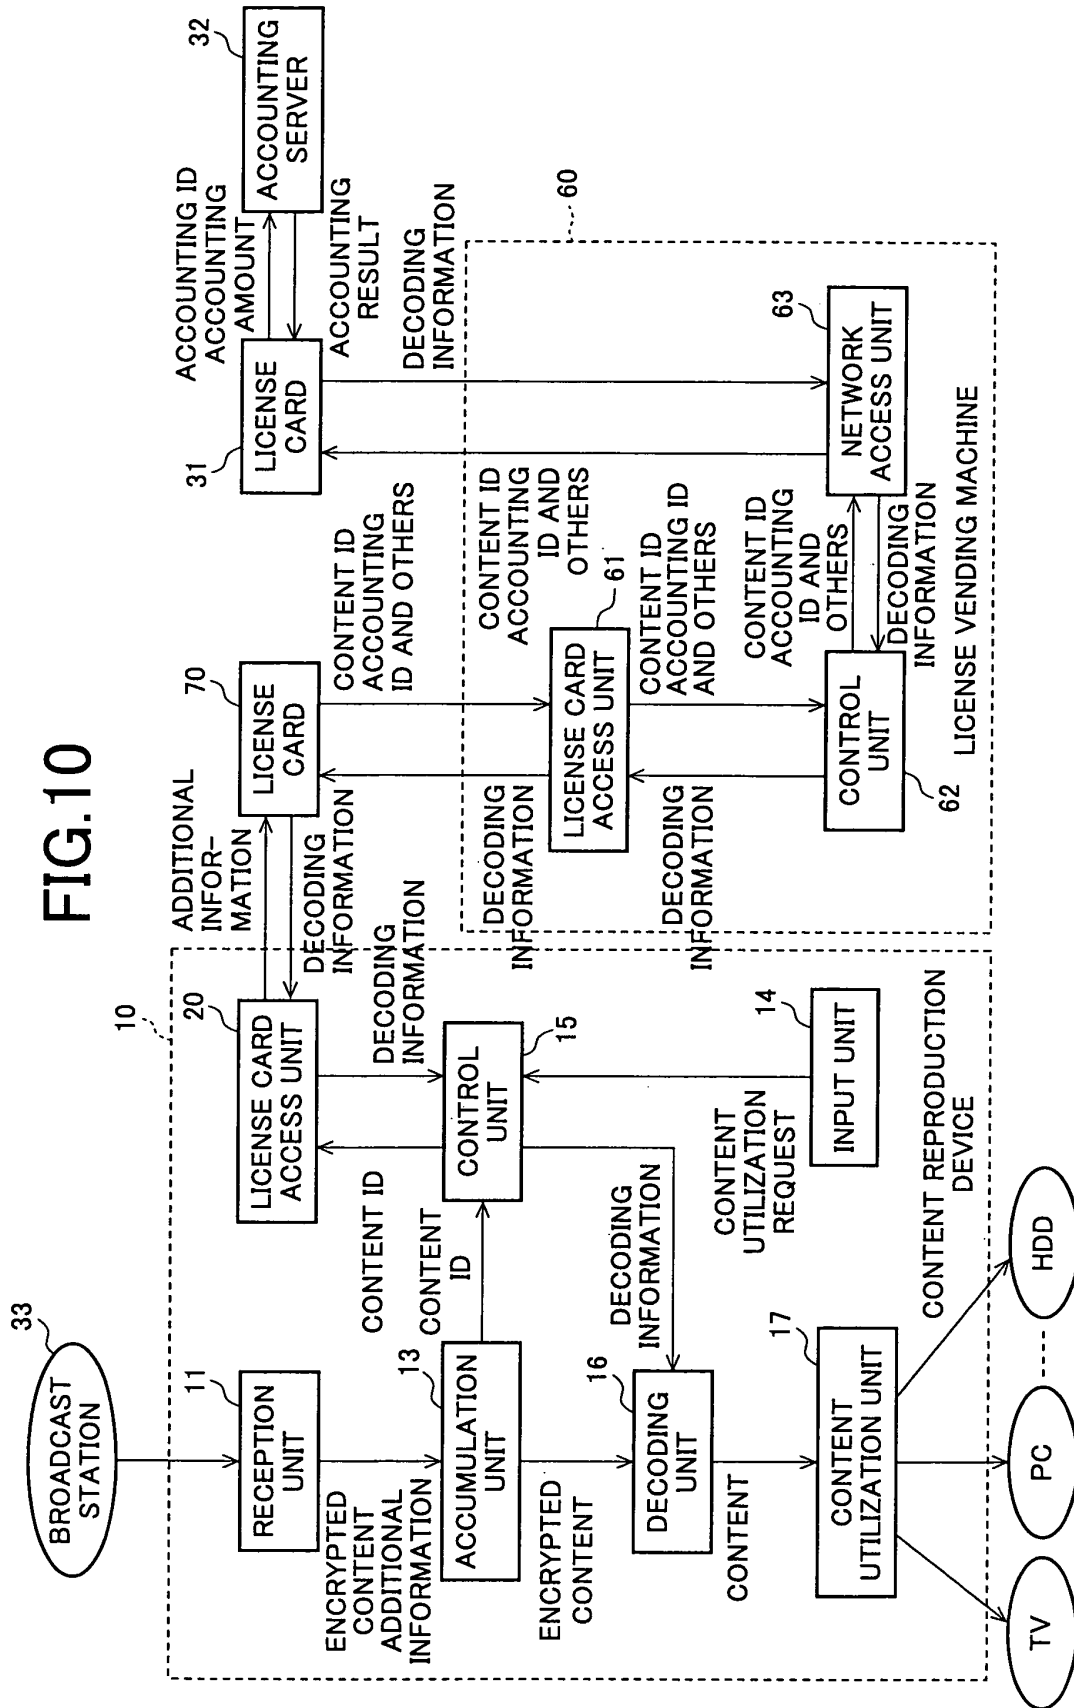 FIG.10
BROADCAST
STATION
33
10
11
RECEPTION
UNIT
ENCRYPTED
CONTENT
ADDITIONAL
INFORMATION
13
ACCUMULATION
UNIT
ENCRYPTED
CONTENT
16
DECODING
UNIT
CONTENT
17
CONTENT
UTILIZATION UNIT
TV
PC
HDD
20
LICENSE CARD
ACCESS UNIT
CONTENT ID
CONTENT
ID
DECODING
INFORMATION
15
CONTROL
UNIT
DECODING
INFORMATION
CONTENT
UTILIZATION
REQUEST
14
INPUT UNIT
CONTENT REPRODUCTION
DEVICE
ADDITIONAL
INFOR-
MATION
DECODING
INFORMATION
70
LICENSE
CARD
CONTENT ID
ACCOUNTING
ID AND OTHERS
DECODING
INFORMATION
61
LICENSE CARD
ACCESS UNIT
DECODING
INFORMATION
CONTENT ID
ACCOUNTING ID
AND OTHERS
62
CONTROL
UNIT
CONTENT ID
ACCOUNTING
ID AND
OTHERS
DECODING
INFORMATION
63
NETWORK
ACCESS UNIT
LICENSE VENDING MACHINE
60
CONTENT ID
ACCOUNTING
ID AND
OTHERS
DECODING
INFORMATION
31
LICENSE
CARD
ACCOUNTING ID
ACCOUNTING
AMOUNT
ACCOUNTING
RESULT
32
ACCOUNTING
SERVER